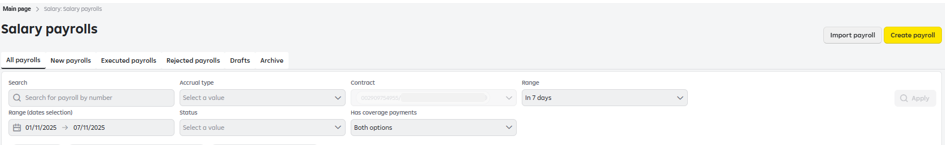 Main page > Salary: Salary payrolls
Salary payrolls
Import payroll Create payroll
All payrolls New payrolls Executed payrolls Rejected payrolls Drafts Archive
Search Accrual type Contract Range
Search for payroll by number Select a value In 7 days Apply
Range (dates selection) Status Has coverage payments
01/11/2025 → 07/11/2025 Select a value Both options